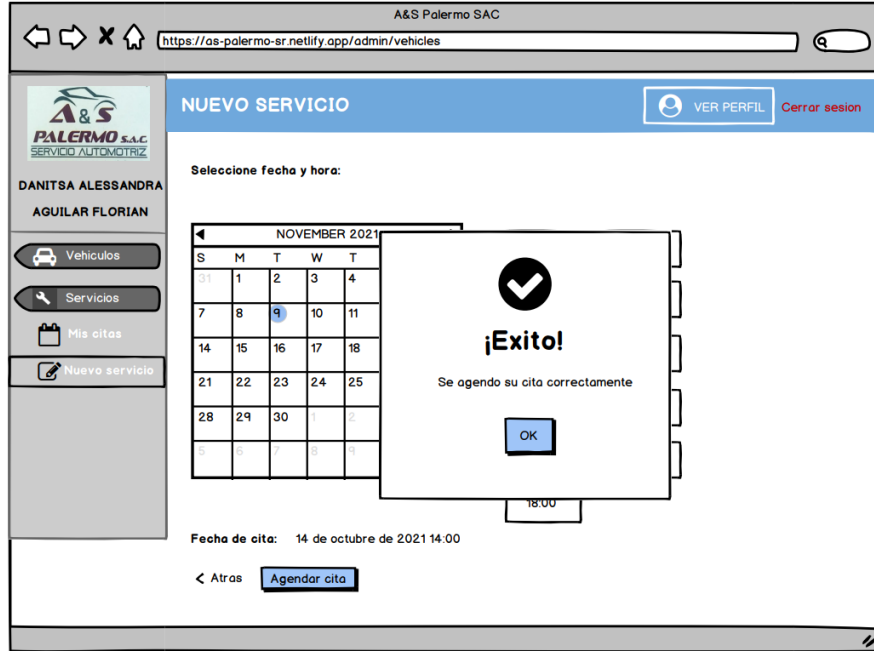 A&S Palermo SAC
https://as-palermo-sr.netlify.app/admin/vehicles
A & S
PALERMO S.A.C
SERVICIO AUTOMOTRIZ
NUEVO SERVICIO
VER PERFIL
Cerrar sesion
DANITSA ALESSANDRA
AGUILAR FLORIAN
Vehiculos
Servicios
Mis citas
Nuevo servicio
Seleccione fecha y hora:
NOVEMBER 2021
S M T W T
31 1 2 3 4
7 8 9 10 11
14 15 16 17 18
21 22 23 24 25
28 29 30 1 2
5 6 7 8 9
¡Exito!
Se agendo su cita correctamente
OK
18:00
Fecha de cita: 14 de octubre de 2021 14:00
Atras
Agendar cita